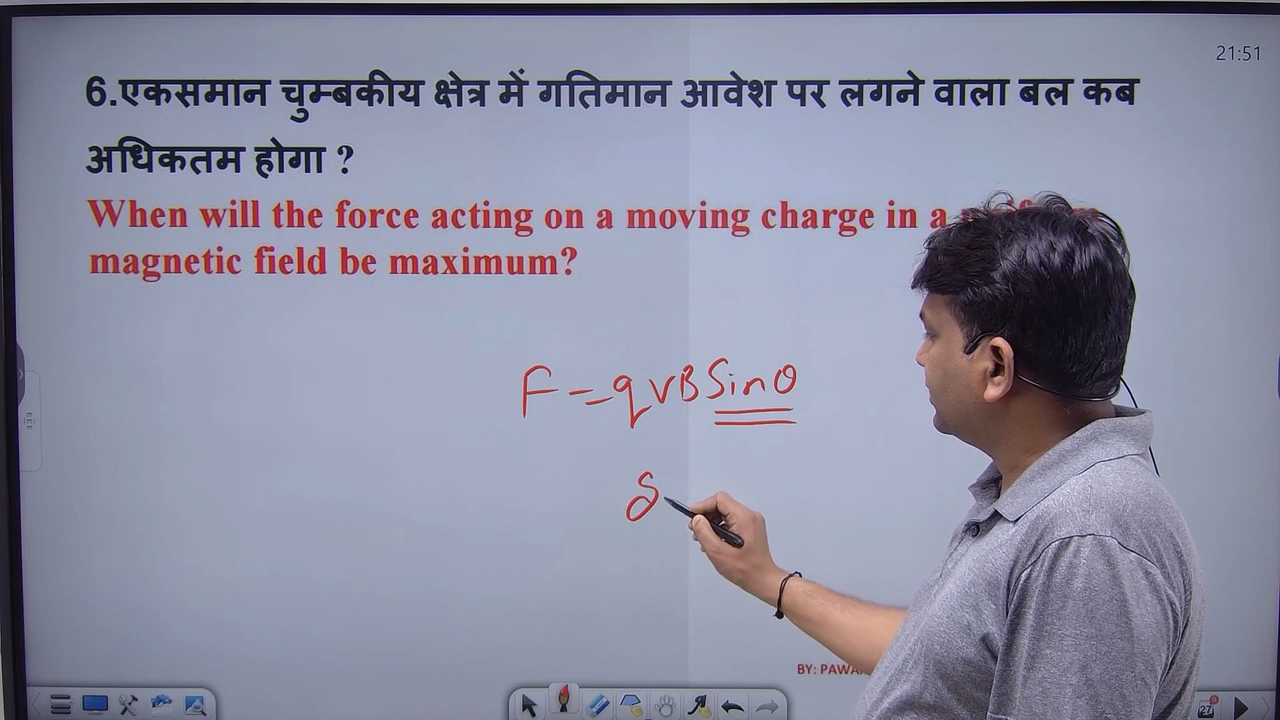 21:51
6.एकसमान चुम्बकीय क्षेत्र में गतिमान आवेश पर लगने वाला बल कब
अधिकतम होगा ?
When will the force acting on a moving charge in a
magnetic field be maximum?
F = qVB Sinθ
S
BY:
27